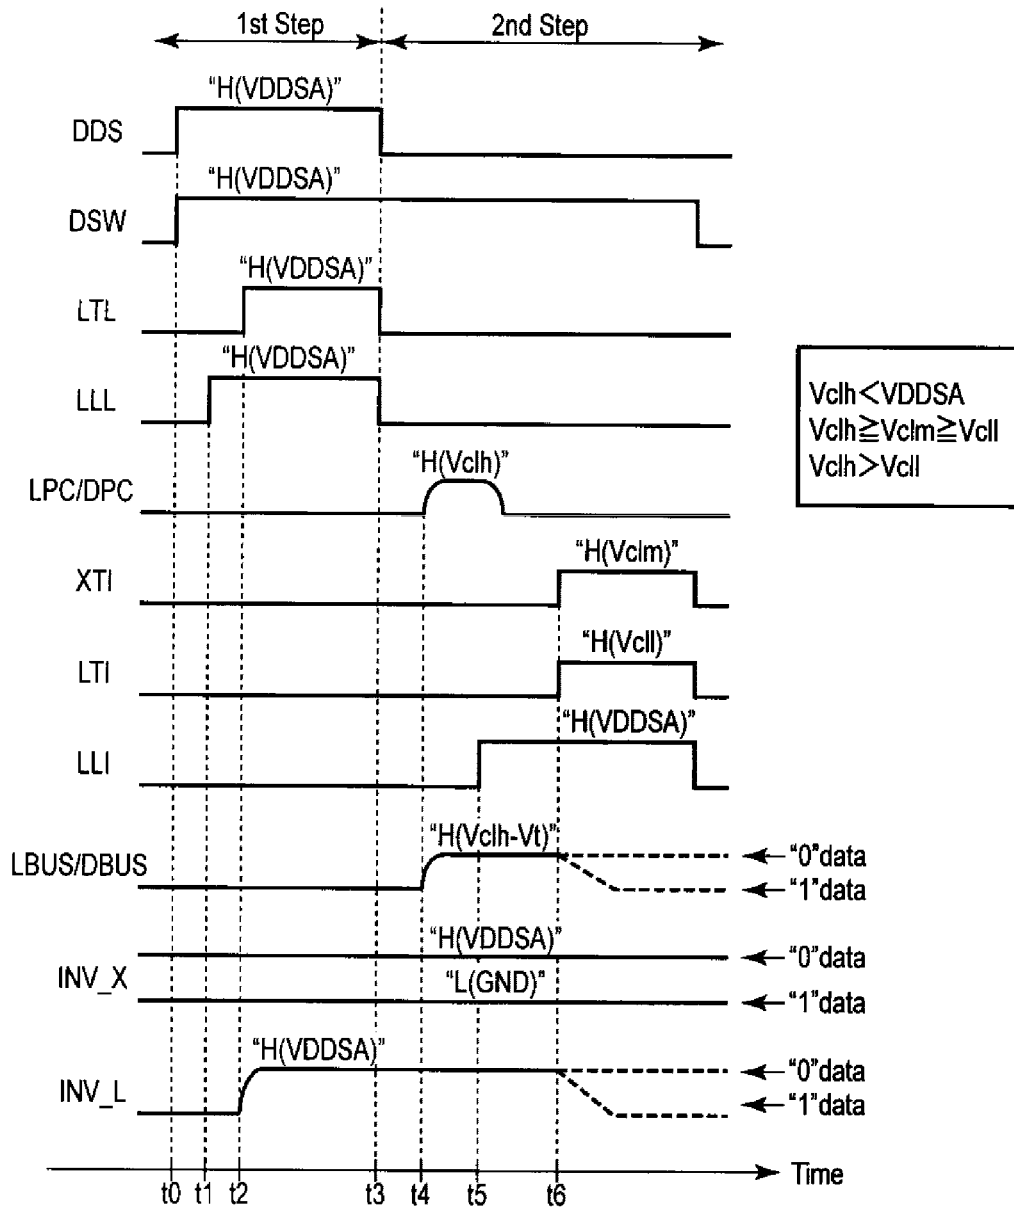 1st Step
2nd Step
DDS
“H(VDDSA)”
DSW
“H(VDDSA)”
LTL
“H(VDDSA)”
LLL
“H(VDDSA)”
Vclh＜VDDSA
Vclh≧Vclm≧Vcll
Vclh＞Vcll
LPC/DPC
“H(Vclh)”
XTI
“H(Vclm)”
LTI
“H(Vcll)”
LLI
“H(VDDSA)”
LBUS/DBUS
“H(Vclh-Vt)”
“0”data
“1”data
INV_X
“H(VDDSA)”
“0”data
“L(GND)”
“1”data
INV_L
“H(VDDSA)”
“0”data
“1”data
t0 t1 t2 t3 t4 t5 t6 Time